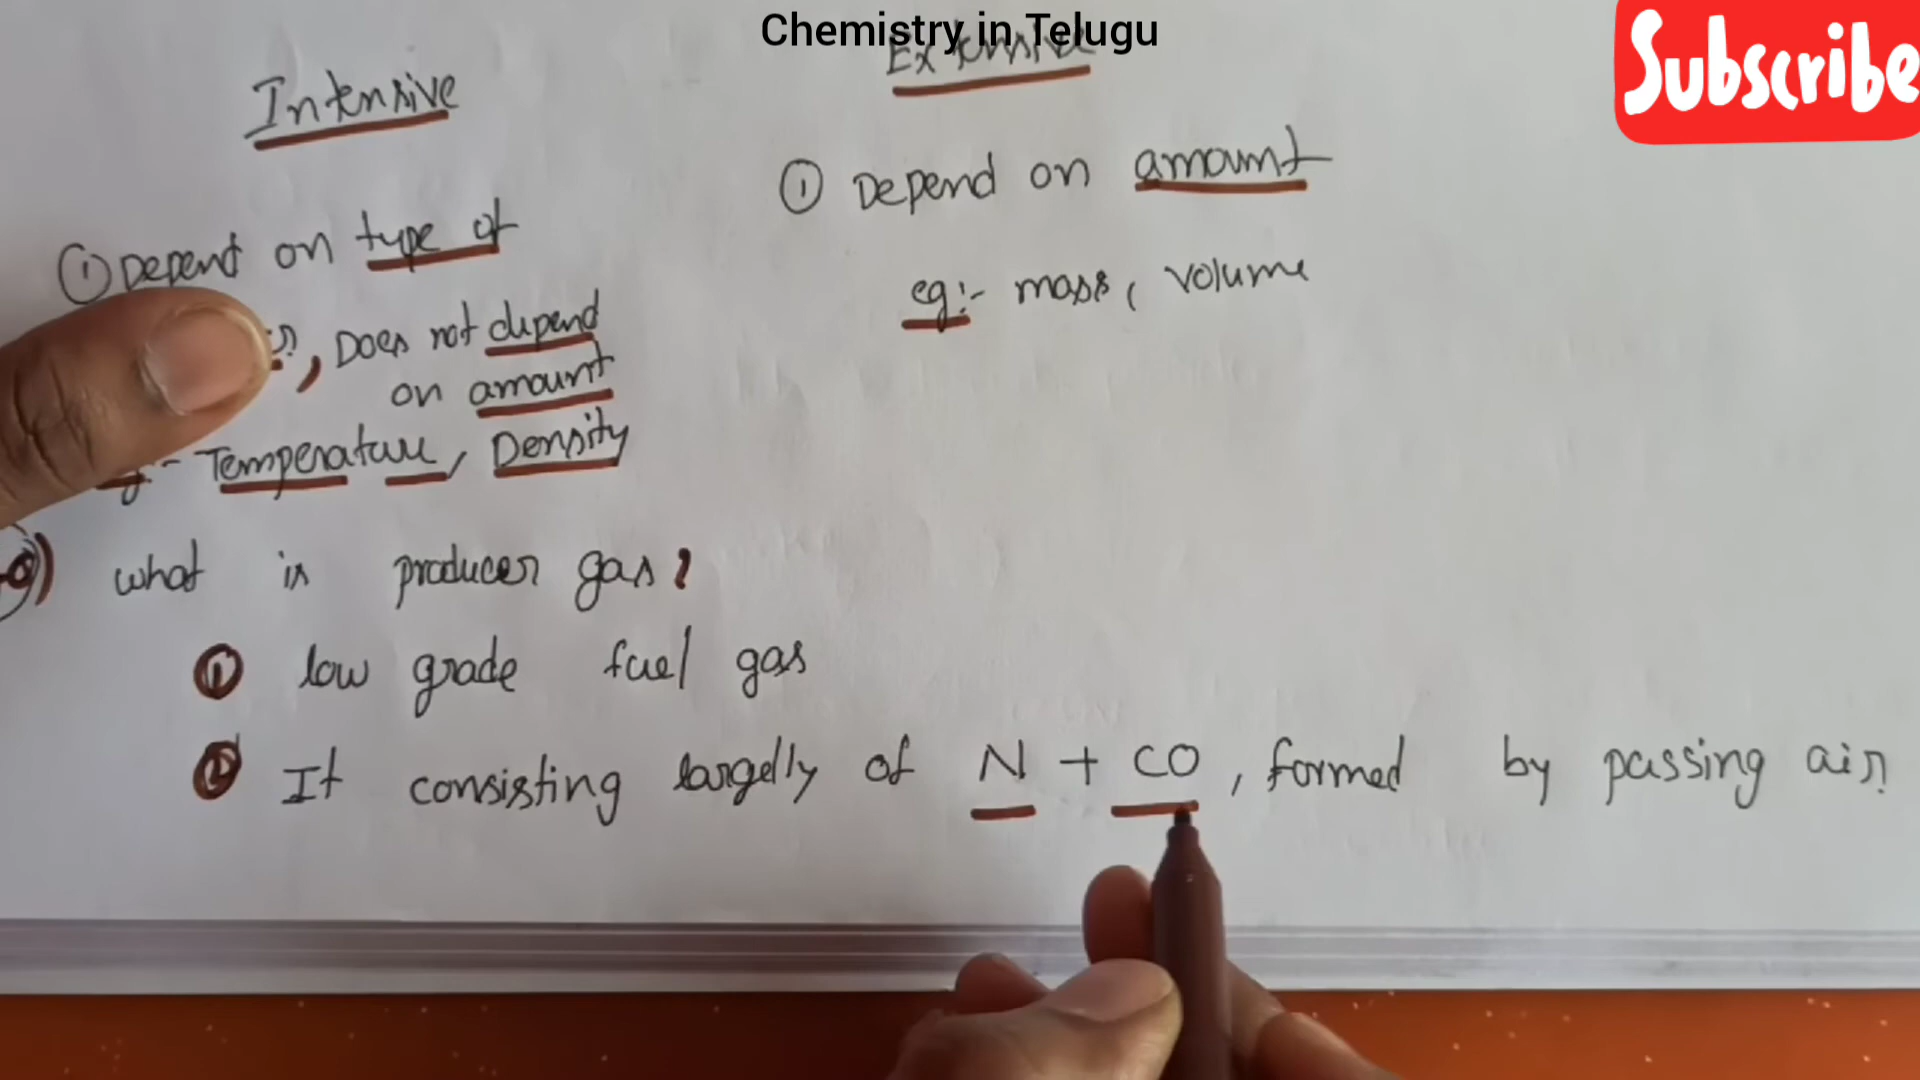 Chemistry in Telugu
Subscribe
Intensive
① Depend on type of
, Does not depend
on amount
Temperature, Density
Extensive
① Depend on amount
eg:- mass, volume
what is producer gas?
① low grade fuel gas
② It consisting largelly of N + CO, formed by passing air